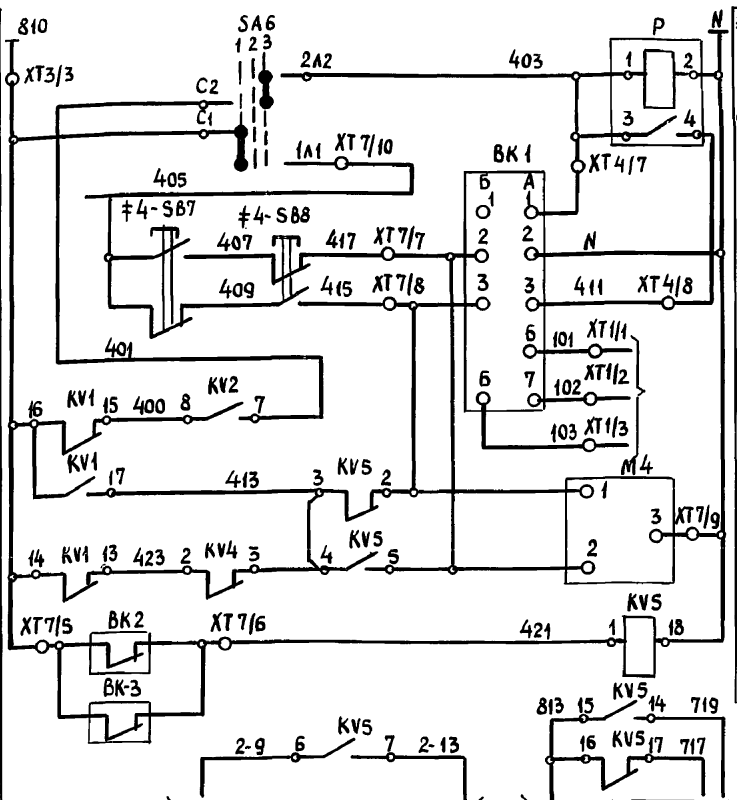 810
SA6
N
1 2 3
P
XT3/3
2Л2
403
1
2
C2
C1
3
4
1Л1
XT7/10
BK1
XT4/7
405
Б
A
≠4-SB7
≠4-SB8
1
1
407
417
XT7/7
2
2
N
409
415
XT7/8
3
3
411
XT4/8
401
6
101
XT1/1
Б
7
102
XT1/2
16
KV1
15
400
8
KV2
7
103
XT1/3
KV1
17
413
3
KV5
2
M4
1
3
XT7/9
14
KV1
13
423
2
KV4
3
4
KV5
5
2
XT7/5
BK2
XT7/6
421
1
KV5
18
BK-3
813
15
KV5
14
719
2-9
6
KV5
7
2-13
16
KV5
17
717